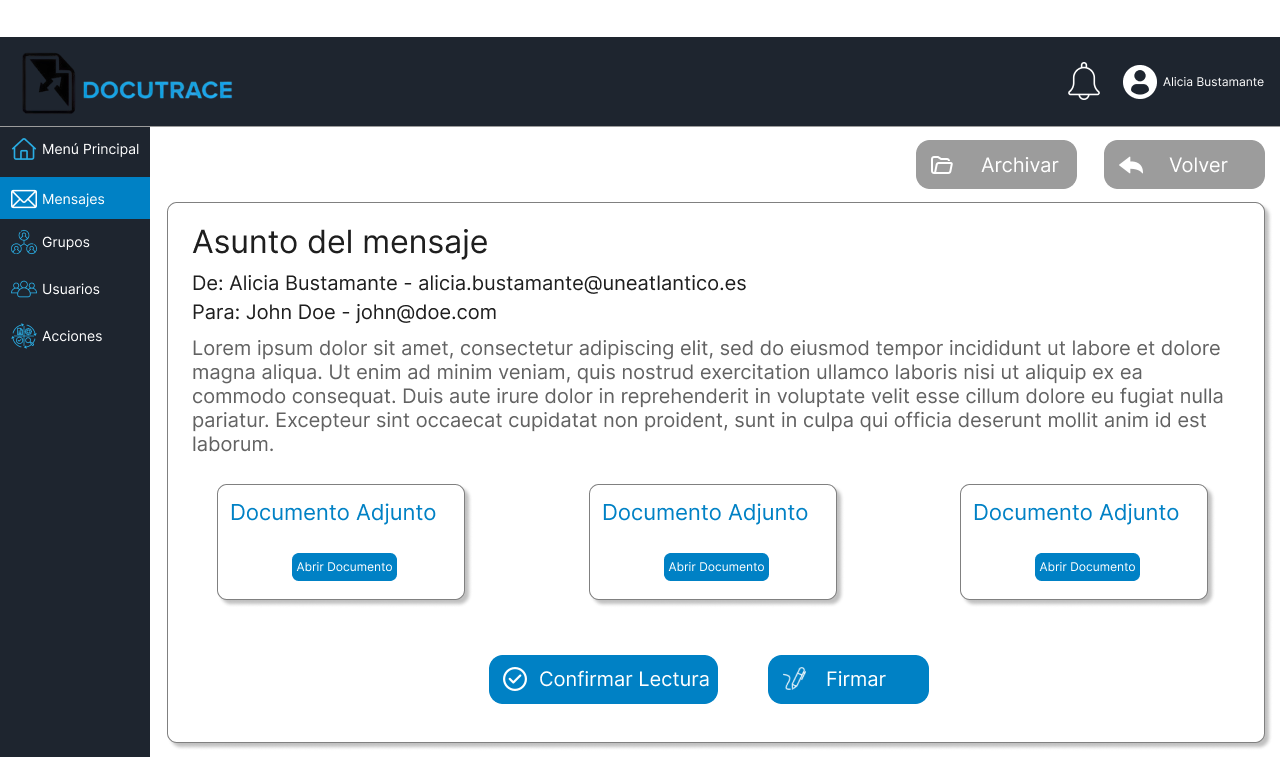 DOCUTRACE
Alicia Bustamante
Menú Principal
Mensajes
Grupos
Usuarios
Acciones
Archivar
Volver
Asunto del mensaje
De: Alicia Bustamante - alicia.bustamante@uneatlantico.es
Para: John Doe - john@doe.com
Lorem ipsum dolor sit amet, consectetur adipiscing elit, sed do eiusmod tempor incididunt ut labore et dolore
magna aliqua. Ut enim ad minim veniam, quis nostrud exercitation ullamco laboris nisi ut aliquip ex ea
commodo consequat. Duis aute irure dolor in reprehenderit in voluptate velit esse cillum dolore eu fugiat nulla
pariatur. Excepteur sint occaecat cupidatat non proident, sunt in culpa qui officia deserunt mollit anim id est
laborum.
Documento Adjunto
Abrir Documento
Documento Adjunto
Abrir Documento
Documento Adjunto
Abrir Documento
Confirmar Lectura
Firmar